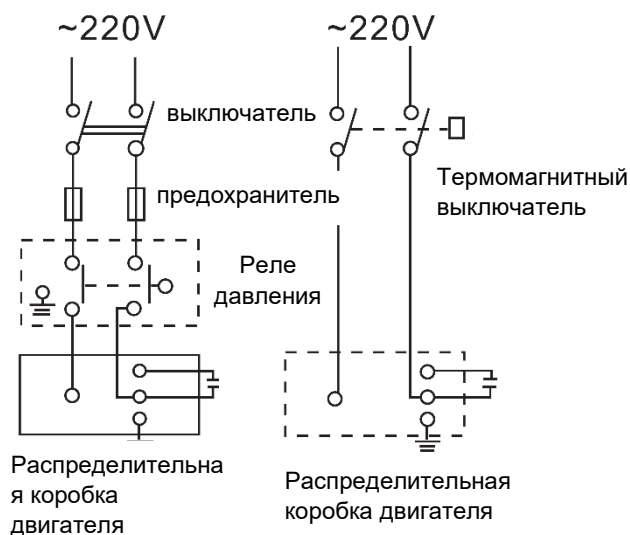 ~220V
~220V
выключатель
предохранитель
Термомагнитный
выключатель
Реле
давления
Распределительна
я коробка
двигателя
Распределительная
коробка двигателя